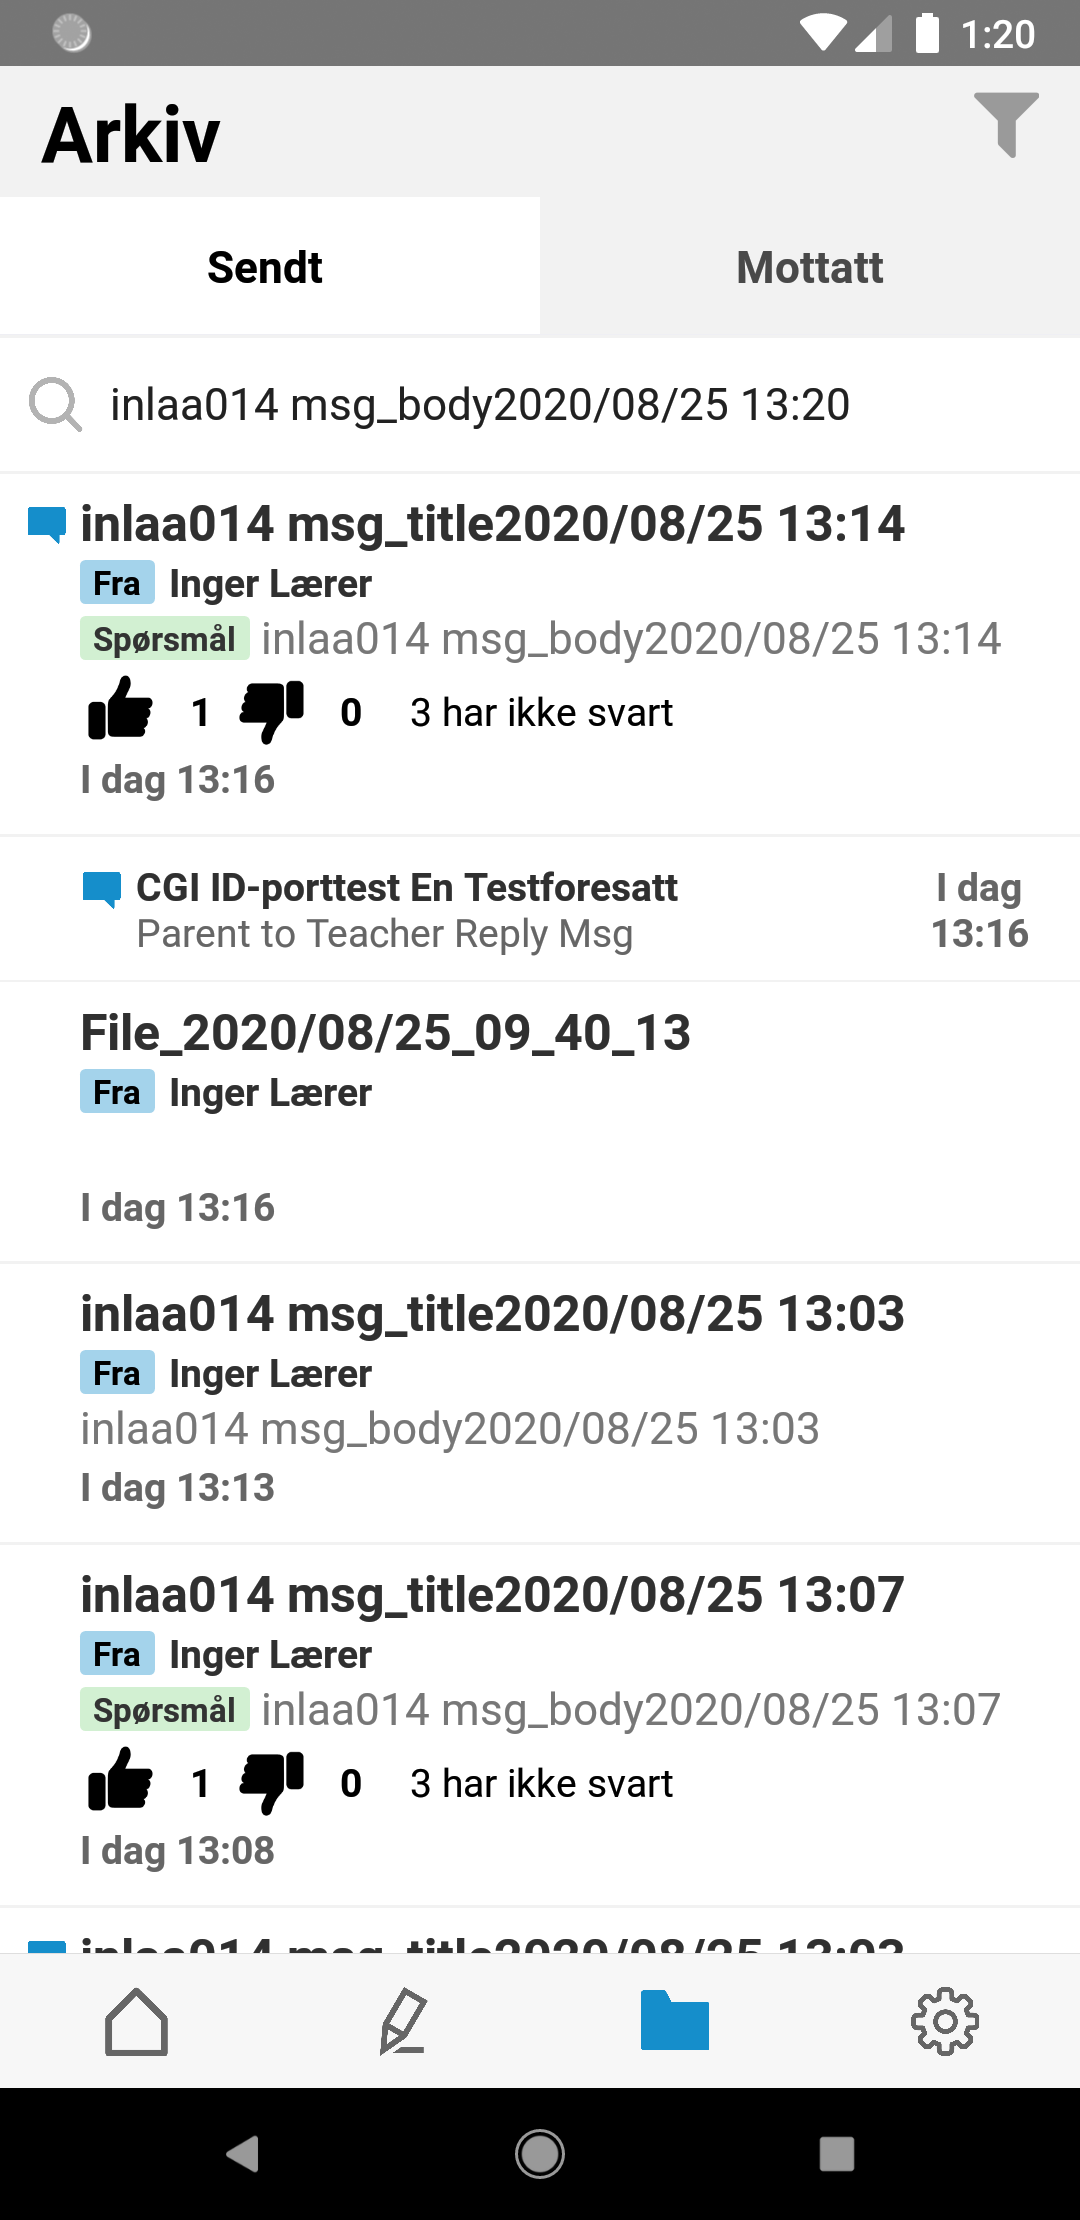 1:20
Arkiv
Sendt
Mottatt
inlaa014 msg_body2020/08/25 13:20
inlaa014 msg_title2020/08/25 13:14
Fra Inger Lærer
Spørsmål inlaa014 msg_body2020/08/25 13:14
1 0 3 har ikke svart
I dag 13:16
CGI ID-porttest En Testforesatt
I dag
Parent to Teacher Reply Msg
13:16
File_2020/08/25_09_40_13
Fra Inger Lærer
I dag 13:16
inlaa014 msg_title2020/08/25 13:03
Fra Inger Lærer
inlaa014 msg_body2020/08/25 13:03
I dag 13:13
inlaa014 msg_title2020/08/25 13:07
Fra Inger Lærer
Spørsmål inlaa014 msg_body2020/08/25 13:07
1 0 3 har ikke svart
I dag 13:08
inlaa014 msg_title2020/08/25